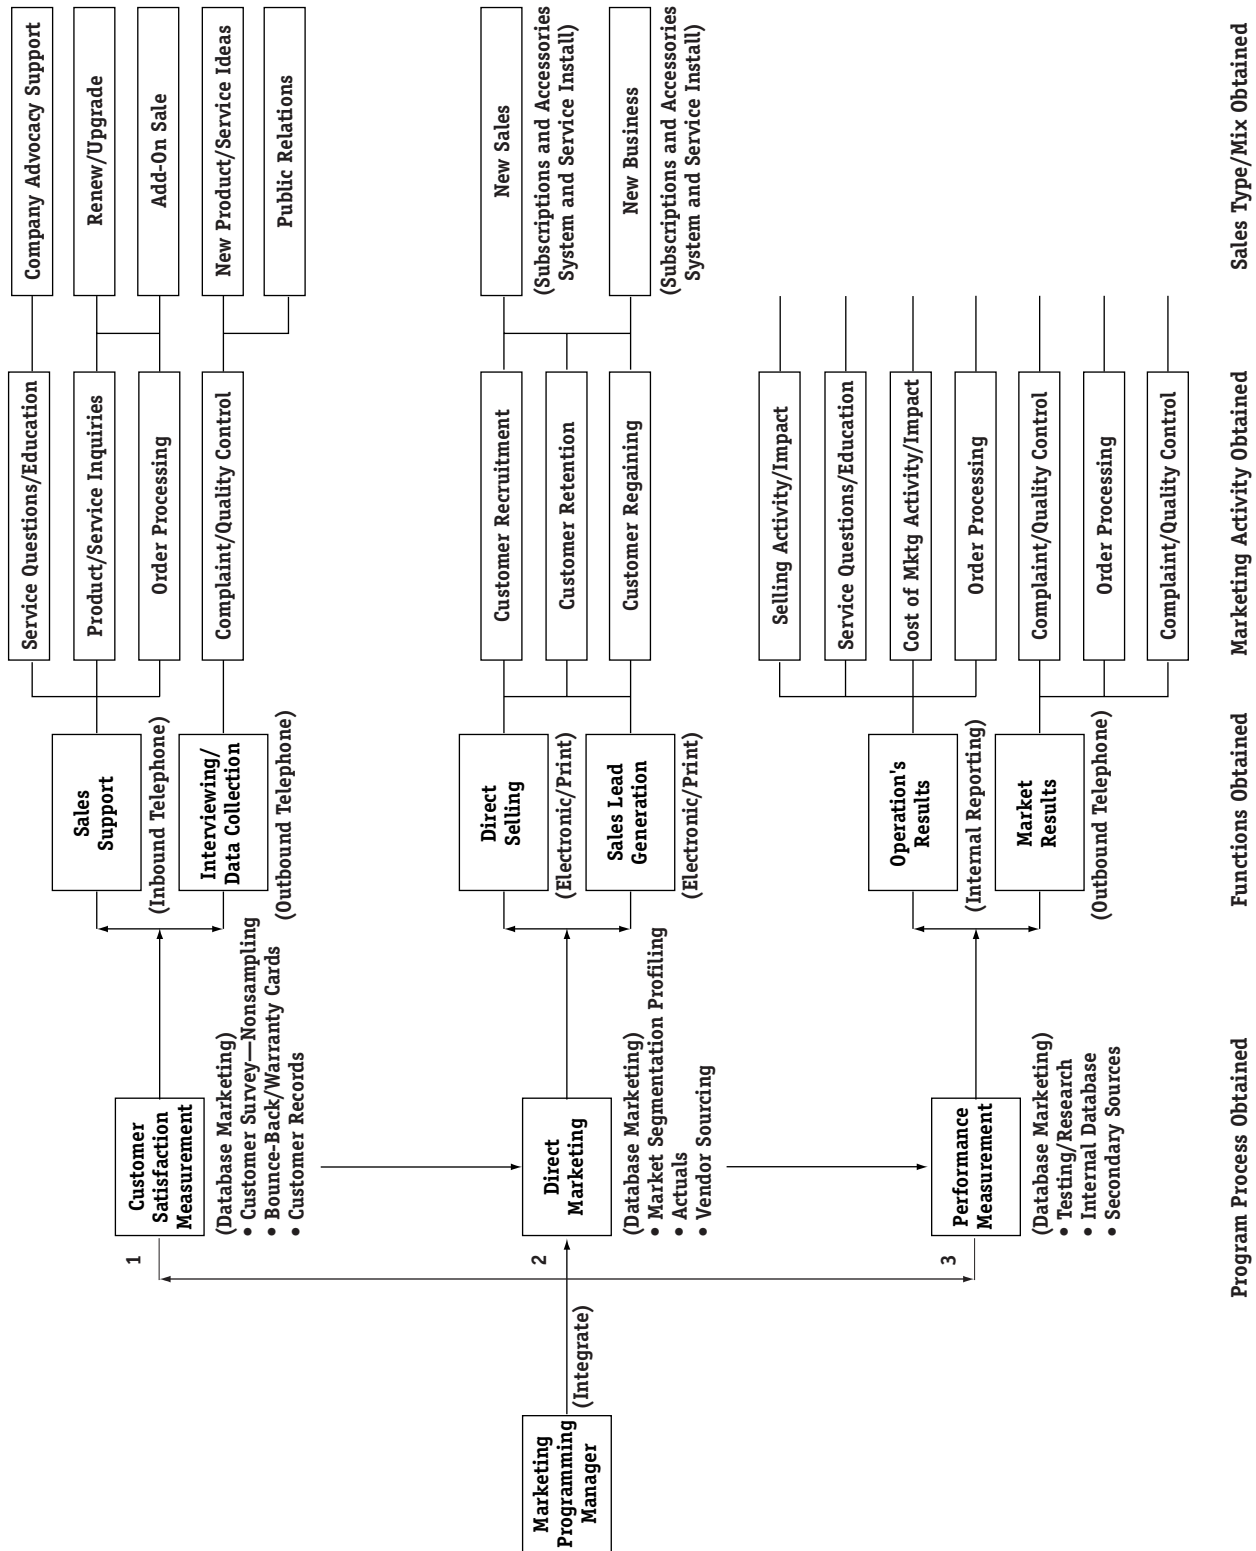 Marketing
Programming
Manager
(Integrate)
1
Customer
Satisfaction
Measurement
(Database Marketing)
• Customer Survey—Nonsampling
• Bounce-Back/Warranty Cards
• Customer Records
2
Direct
Marketing
(Database Marketing)
• Market Segmentation Profiling
• Actuals
• Vendor Sourcing
3
Performance
Measurement
(Database Marketing)
• Testing/Research
• Internal Database
• Secondary Sources
Sales
Support
(Inbound Telephone)
Interviewing/
Data Collection
(Outbound Telephone)
Direct
Selling
(Electronic/Print)
Sales Lead
Generation
(Electronic/Print)
Operation's
Results
(Internal Reporting)
Market
Results
(Outbound Telephone)
Service Questions/Education
Product/Service Inquiries
Order Processing
Complaint/Quality Control
Customer Recruitment
Customer Retention
Customer Regaining
Selling Activity/Impact
Service Questions/Education
Cost of Mktg Activity/Impact
Order Processing
Complaint/Quality Control
Order Processing
Complaint/Quality Control
Company Advocacy Support
Renew/Upgrade
Add-On Sale
New Product/Service Ideas
Public Relations
New Sales
(Subscriptions and Accessories
System and Service Install)
New Business
(Subscriptions and Accessories
System and Service Install)
Program Process Obtained
Functions Obtained
Marketing Activity Obtained
Sales Type/Mix Obtained